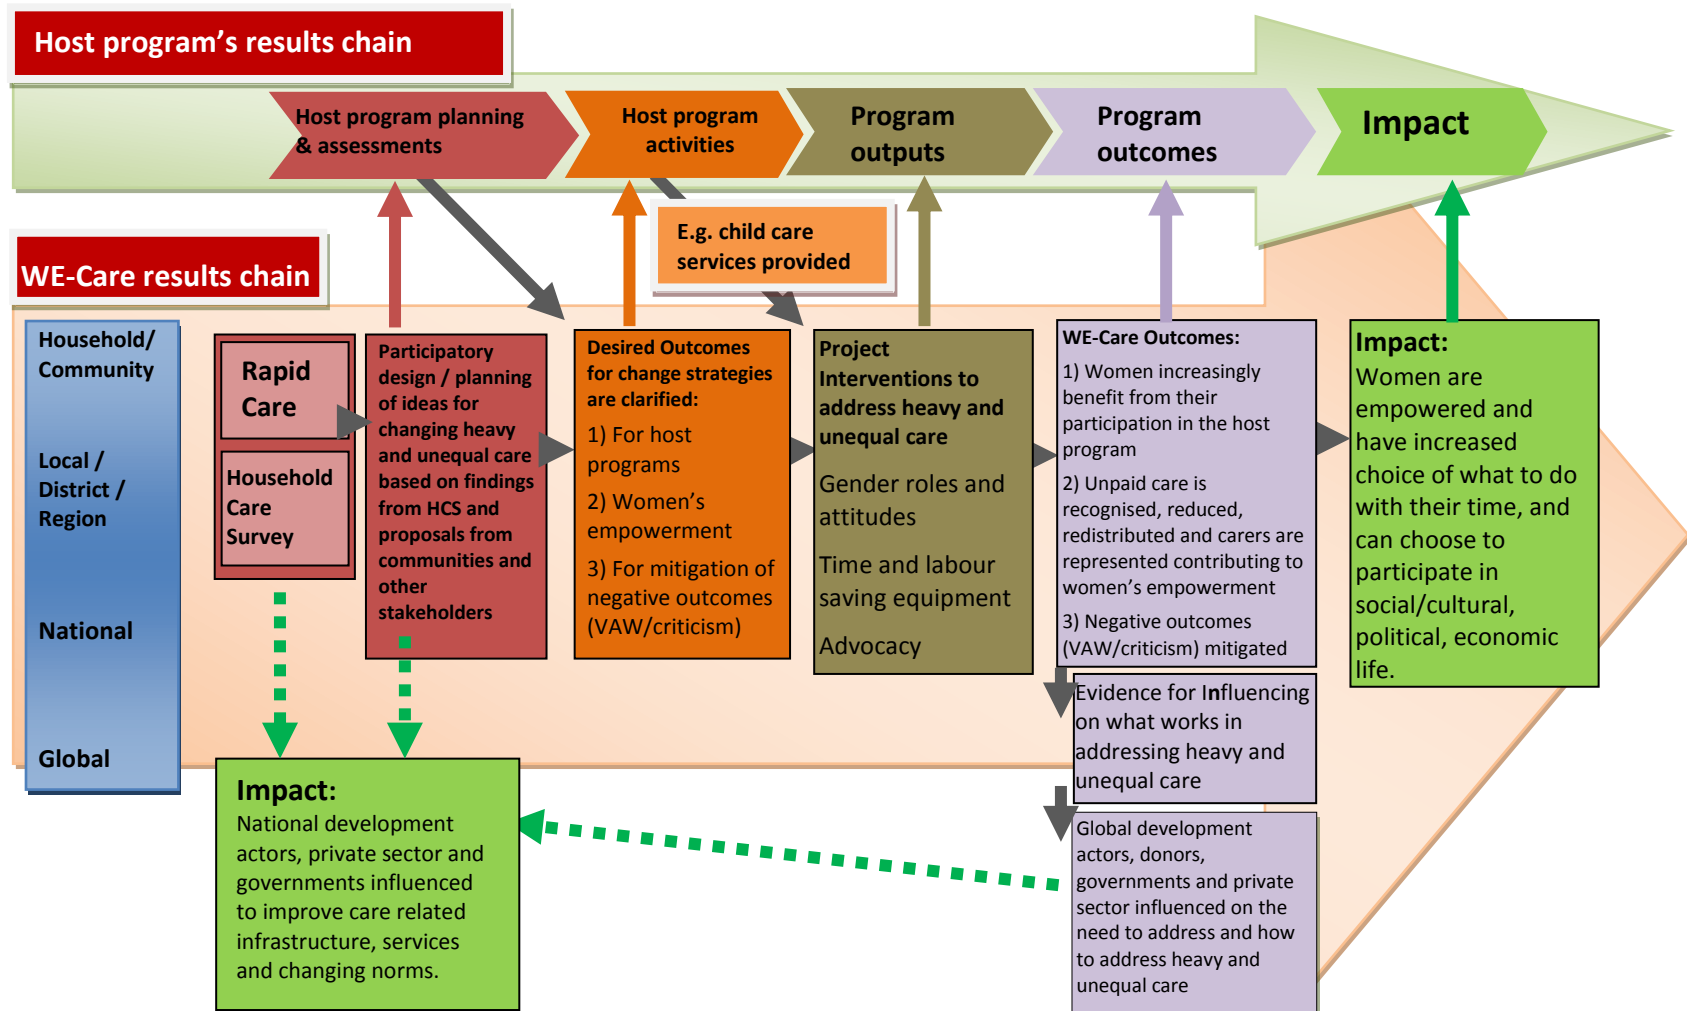 Host program’s results chain
Host program planning
& assessments
Host program
activities
Program
outputs
Program
outcomes
Impact
E.g. child care
services provided
WE-Care results chain
Household/
Community
Local /
District /
Region
National
Global
Rapid
Care
Household
Care
Survey
Participatory
design / planning
of ideas for
changing heavy
and unequal care
based on findings
from HCS and
proposals from
communities and
other
stakeholders
Desired Outcomes
for change strategies
are clarified:
1) For host
programs
2) Women’s
empowerment
3) For mitigation of
negative outcomes
(VAW/criticism)
Project
Interventions to
address heavy and
unequal care
Gender roles and
attitudes
Time and labour
saving equipment
Advocacy
WE-Care Outcomes:
1) Women increasingly
benefit from their
participation in the host
program
2) Unpaid care is
recognised, reduced,
redistributed and carers are
represented contributing to
women’s empowerment
3) Negative outcomes
(VAW/criticism) mitigated
Evidence for Influencing
on what works in
addressing heavy and
unequal care
Global development
actors, donors,
governments and private
sector influenced on the
need to address and how
to address heavy and
unequal care
Impact:
Women are
empowered and
have increased
choice of what to do
with their time, and
can choose to
participate in
social/cultural,
political, economic
life.
Impact:
National development
actors, private sector and
governments influenced
to improve care related
infrastructure, services
and changing norms.